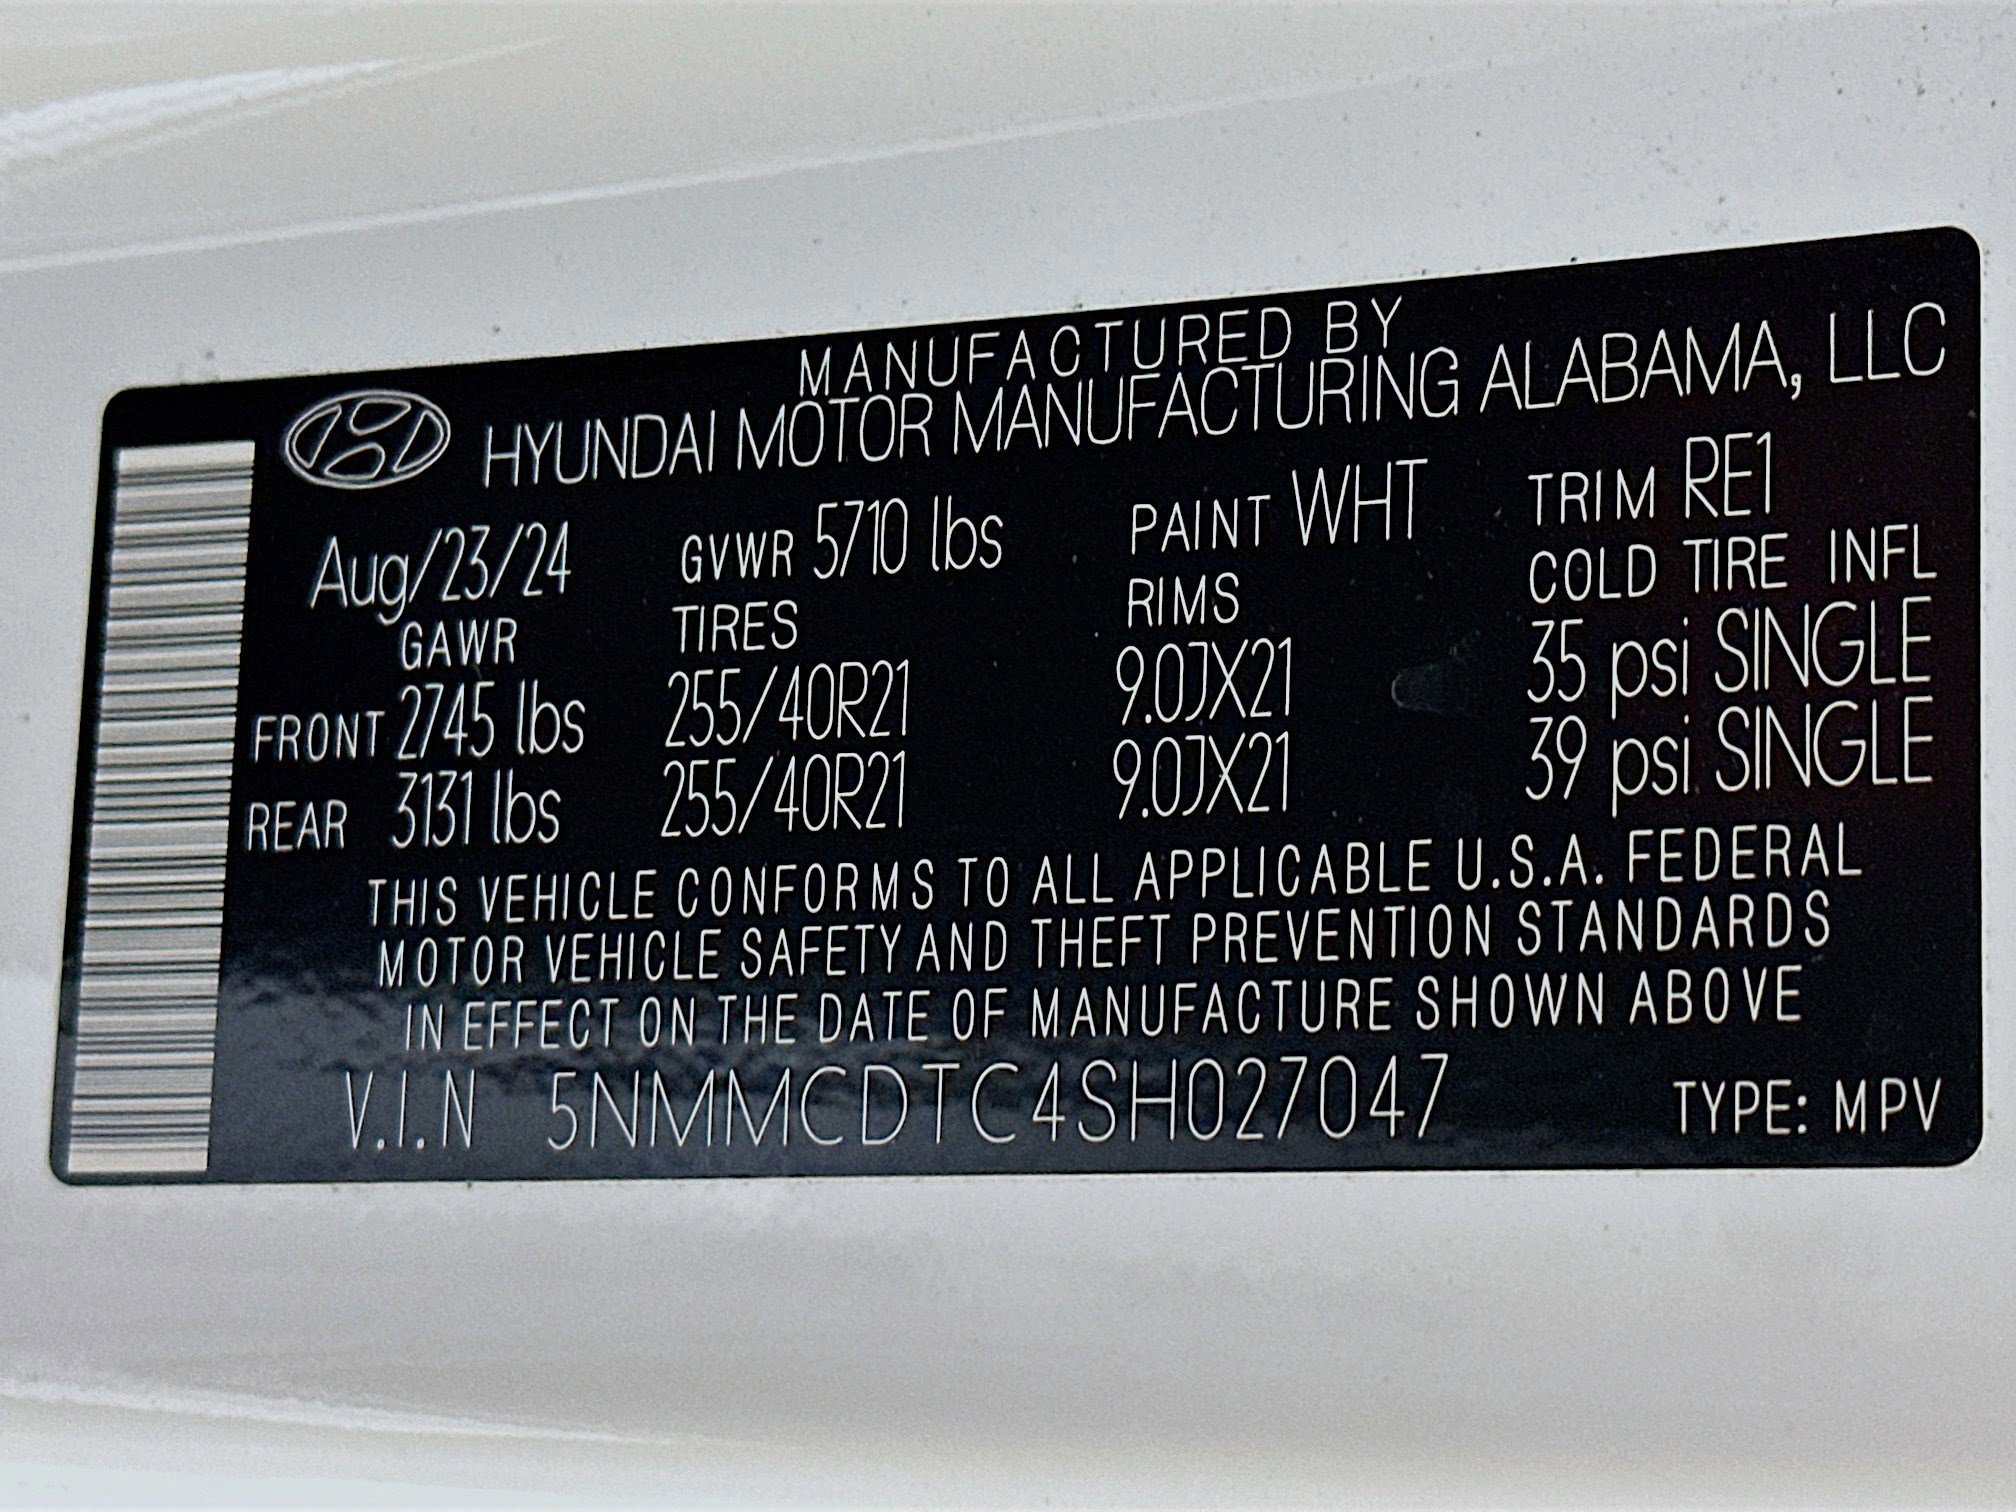 MANUFACTURED BY
HYUNDAI MOTOR MANUFACTURING ALABAMA, LLC
Aug/23/24 GVWR 5710 lbs PAINT WHT TRIM RE1
GAWR TIRES RIMS COLD TIRE INFL
FRONT 2745 lbs 255/40R21 9.0JX21 35 psi SINGLE
REAR 3131 lbs 255/40R21 9.0JX21 39 psi SINGLE
THIS VEHICLE CONFORMS TO ALL APPLICABLE U.S.A. FEDERAL
MOTOR VEHICLE SAFETY AND THEFT PREVENTION STANDARDS
IN EFFECT ON THE DATE OF MANUFACTURE SHOWN ABOVE
V.I.N 5NMMCDTC4SH027047 TYPE: MPV